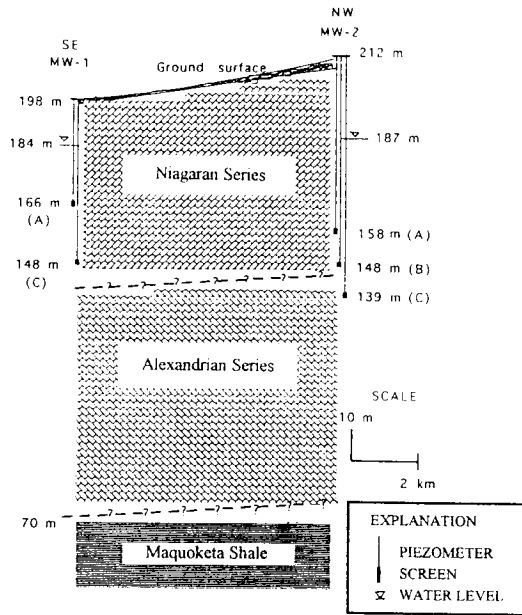 NW
MW-2
SE
MW-1
Ground surface
212 m
198 m
184 m
187 m
Niagaran Series
166 m
(A)
158 m (A)
148 m
(C)
148 m (B)
139 m (C)
? ? ? ? ? ? ?
Alexandrian Series
SCALE
10 m
2 km
? ? ? ? ? ? ?
70 m
Maquoketa Shale
EXPLANATION
PIEZOMETER
SCREEN
WATER LEVEL